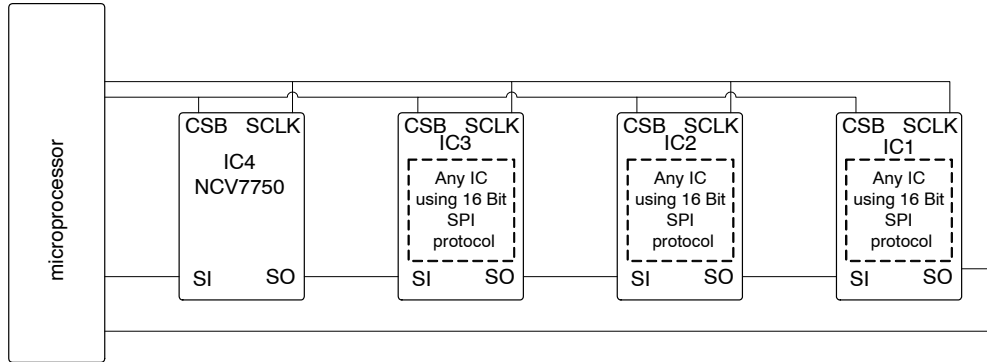 microprocessor
CSB SCLK
IC4
NCV7750
SI SO
CSB SCLK
IC3
Any IC
using 16 Bit
SPI
protocol
SI SO
CSB SCLK
IC2
Any IC
using 16 Bit
SPI
protocol
SI SO
CSB SCLK
IC1
Any IC
using 16 Bit
SPI
protocol
SI SO